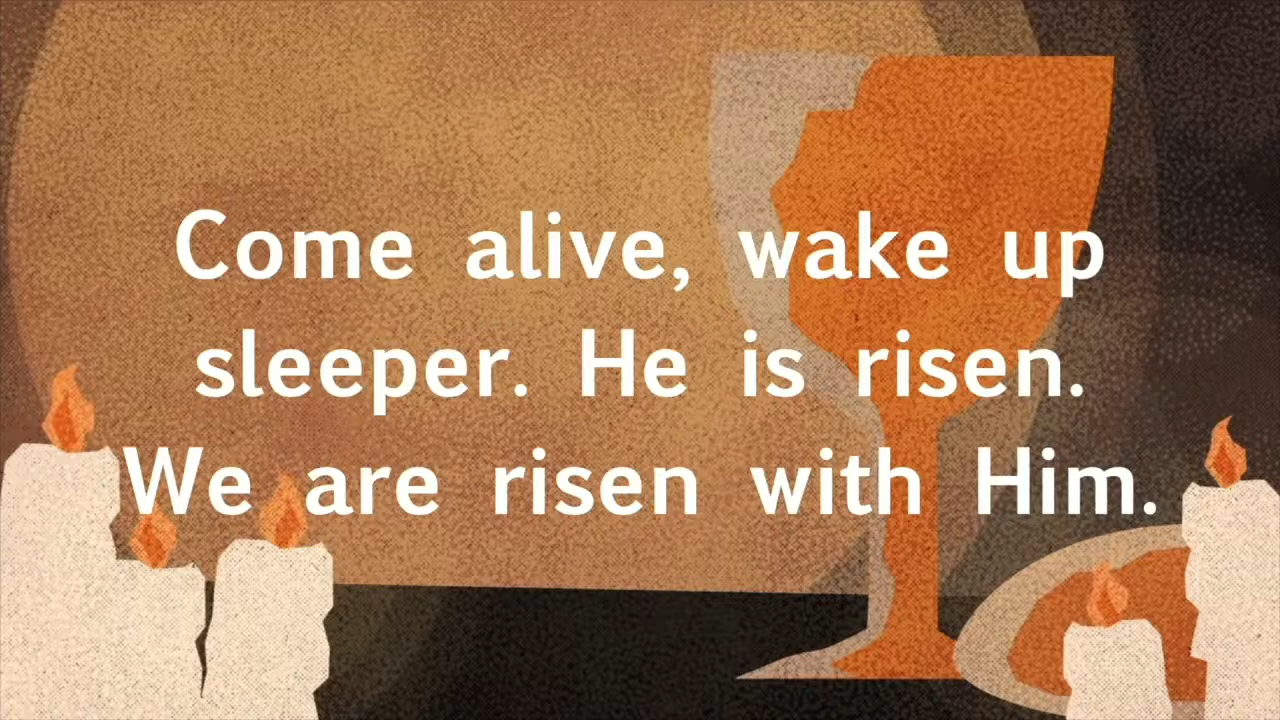 Come alive, wake up
sleeper. He is risen.
We are risen with Him.